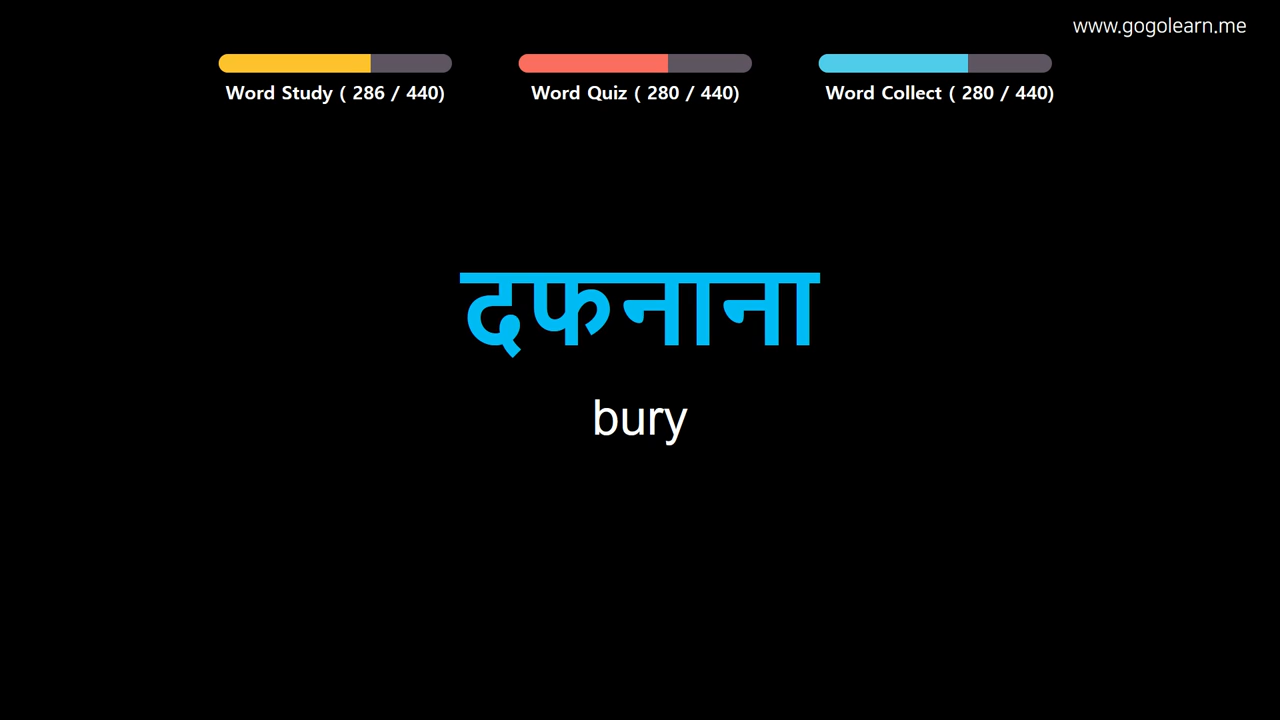 www.gogolearn.me
Word Study ( 286 / 440)
Word Quiz ( 280 / 440)
Word Collect ( 280 / 440)
दफनाना
bury